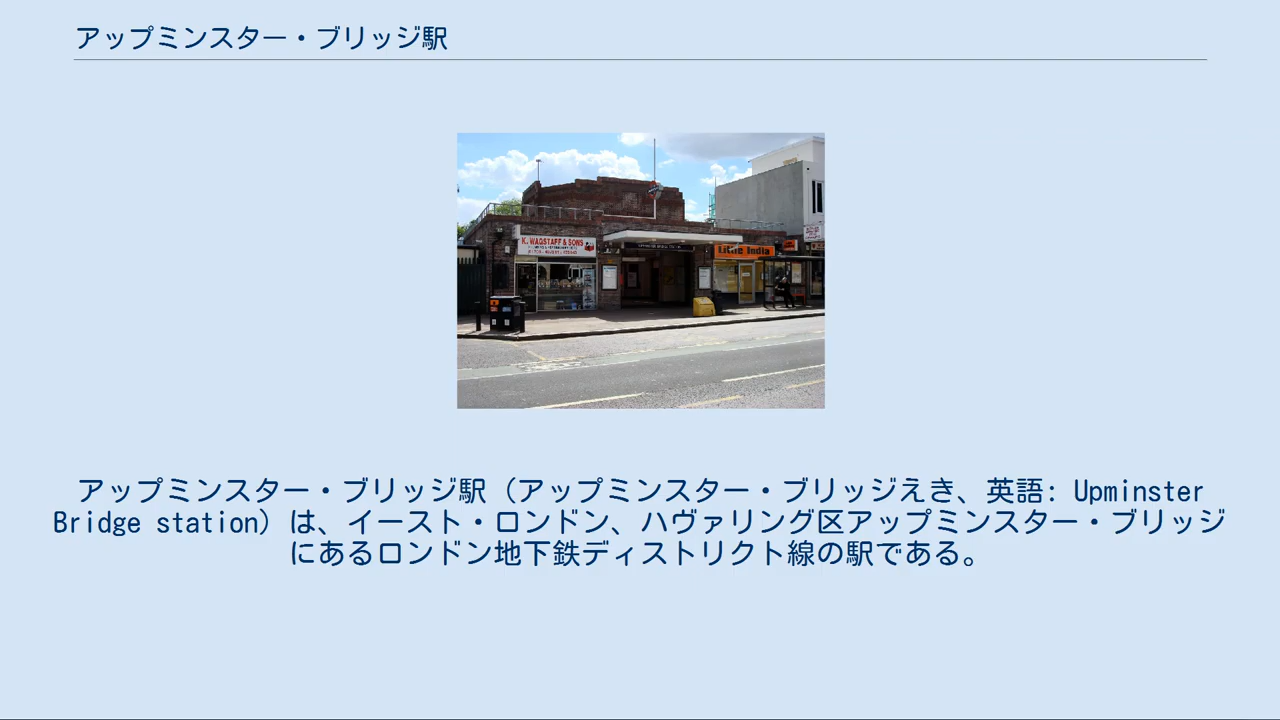 アップミンスター・ブリッジ駅
K. WAGSTAFF & SONS
Little India
アップミンスター・ブリッジ駅（アップミンスター・ブリッジえき、英語: Upminster
Bridge station）は、イースト・ロンドン、ハヴァリング区アップミンスター・ブリッジ
にあるロンドン地下鉄ディストリクト線の駅である。